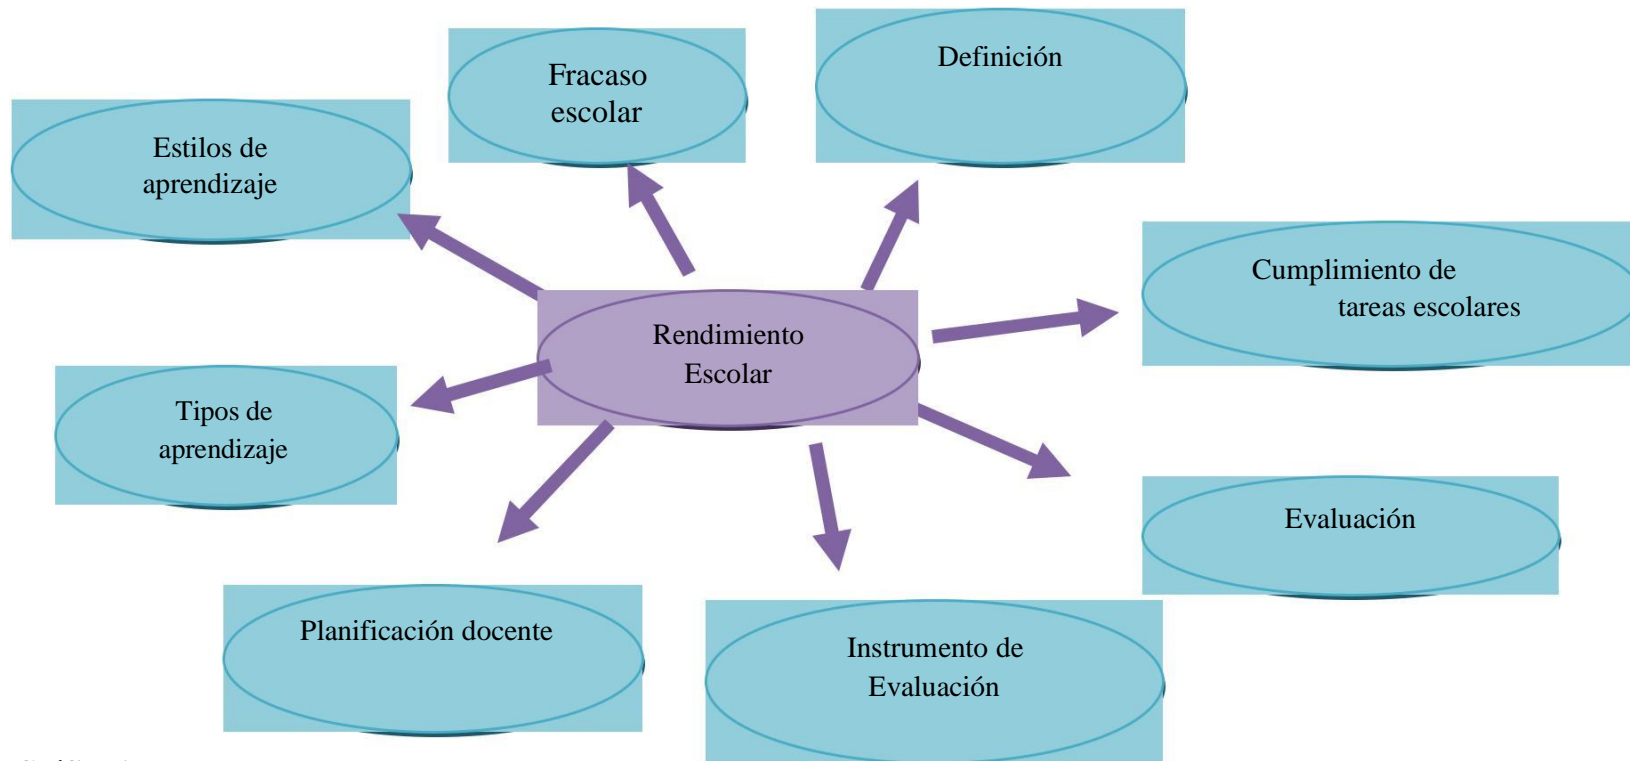 Definición
Fracaso
escolar
Estilos de
aprendizaje
Cumplimiento de
tareas escolares
Rendimiento
Escolar
Tipos de
aprendizaje
Evaluación
Planificación docente
Instrumento de
Evaluación